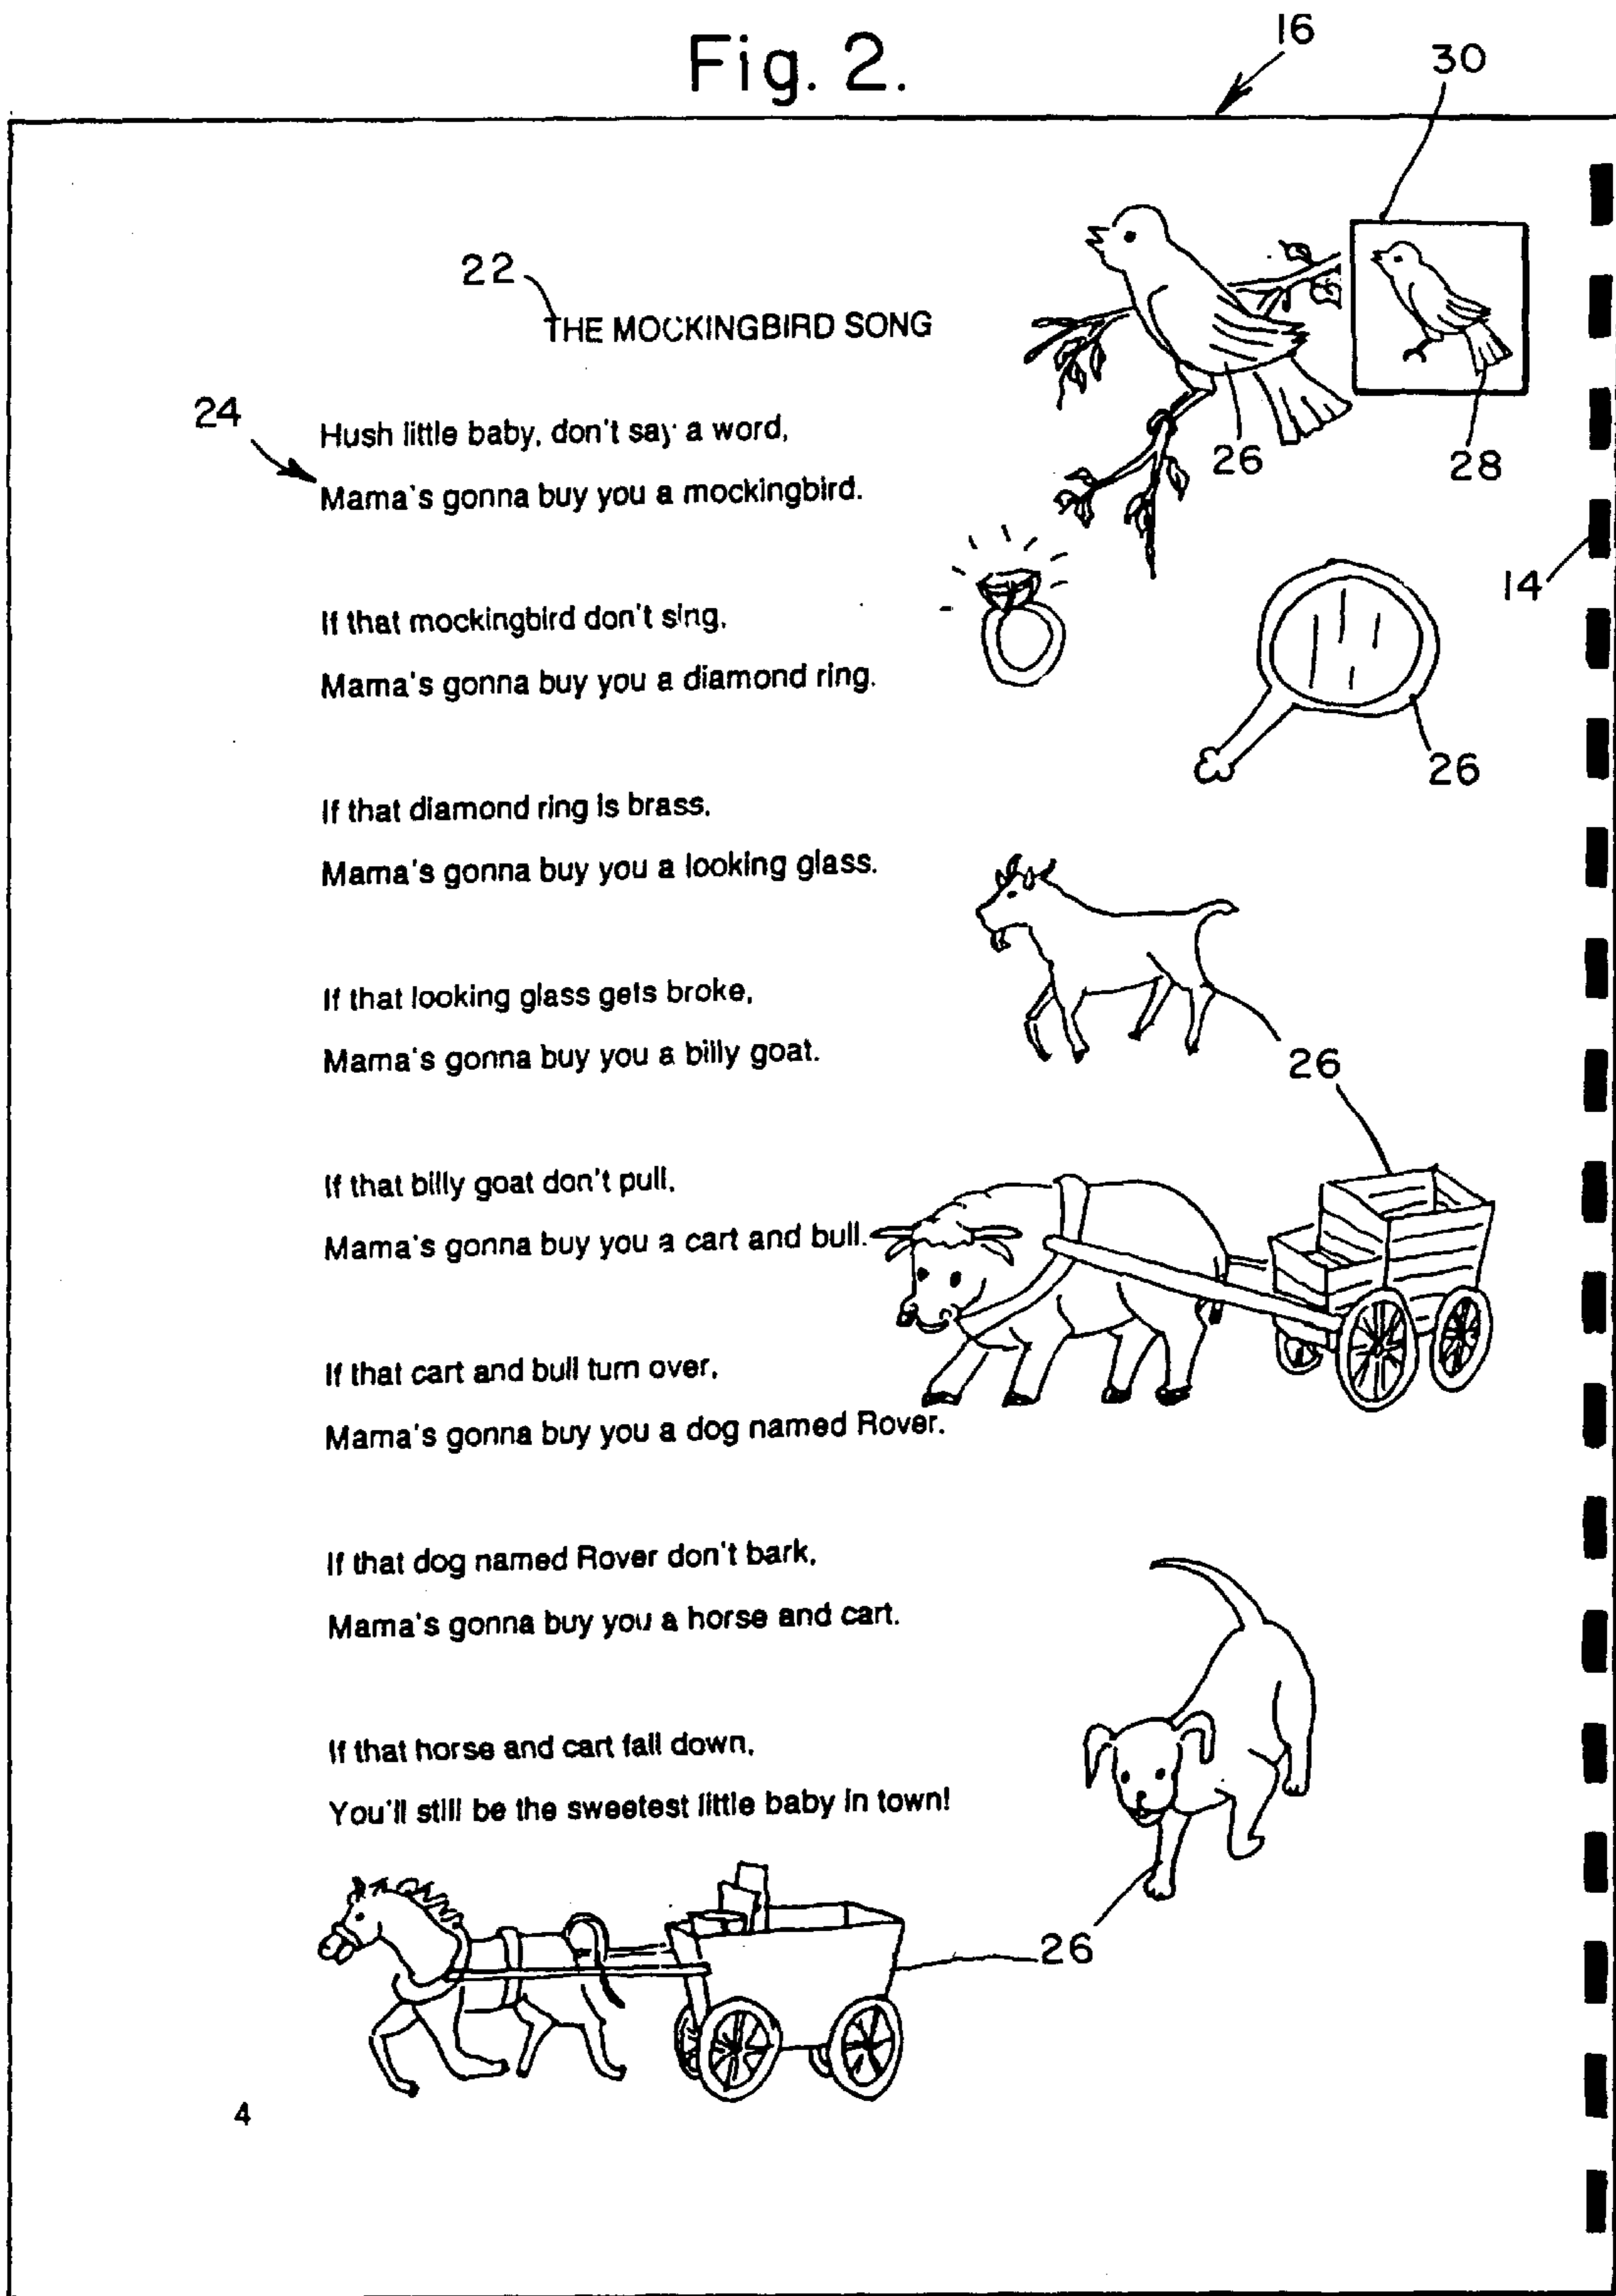 Fig. 2.
16
30
22
THE MOCKINGBIRD SONG
24
Hush little baby, don't say a word,
Mama's gonna buy you a mockingbird.
26
28
14
If that mockingbird don't sing,
Mama's gonna buy you a diamond ring.
26
If that diamond ring is brass,
Mama's gonna buy you a looking glass.
If that looking glass gets broke,
Mama's gonna buy you a billy goat.
26
If that billy goat don't pull,
Mama's gonna buy you a cart and bull.
If that cart and bull turn over,
Mama's gonna buy you a dog named Rover.
If that dog named Rover don't bark,
Mama's gonna buy you a horse and cart.
If that horse and cart fall down,
You'll still be the sweetest little baby in town!
26
4